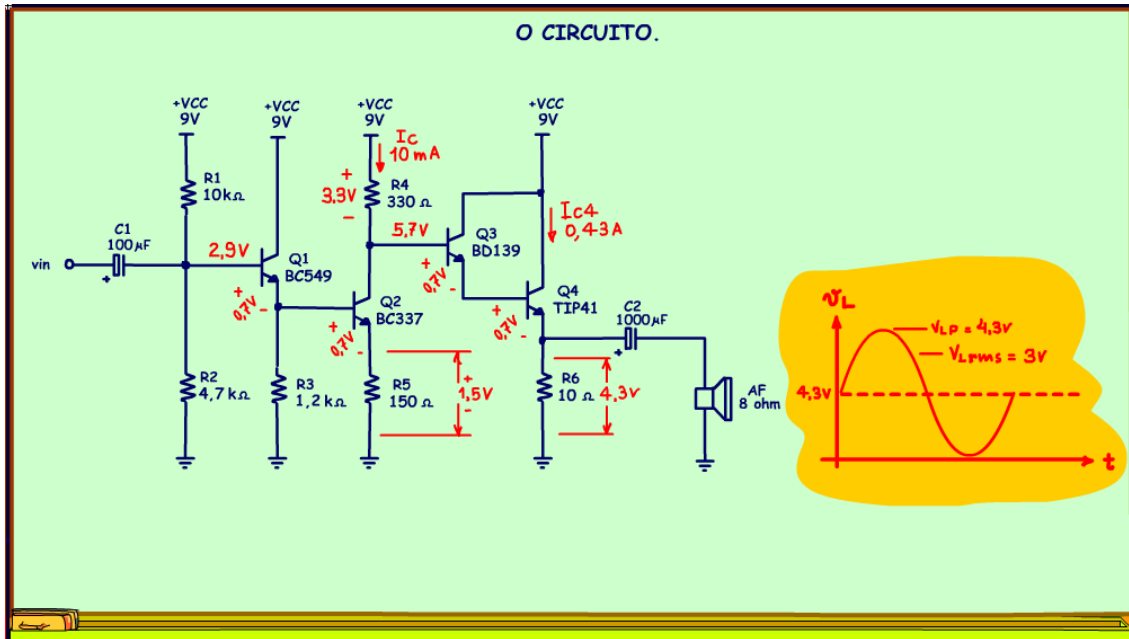 O CIRCUITO.
+VCC
9V
+VCC
9V
+VCC
9V
+VCC
9V
Ic
10mA
R1
10kΩ
+
3.3V
-
R4
330 Ω
C1
100µF
vin
+
2,9V
Q1
BC549
5,7V
Q3
BD139
Ic4
0,43A
+
0,7V
-
Q2
BC337
+
0,7V
-
Q4
TIP41
C2
1000µF
+
+
0,7V
-
+
0,7V
-
R2
4,7 kΩ
R3
1,2 kΩ
R5
150 Ω
+
1,5V
-
R6
10 Ω
4,3V
AF
8 ohm
vL
VLP = 4,3V
VLrms = 3V
4,3V
t